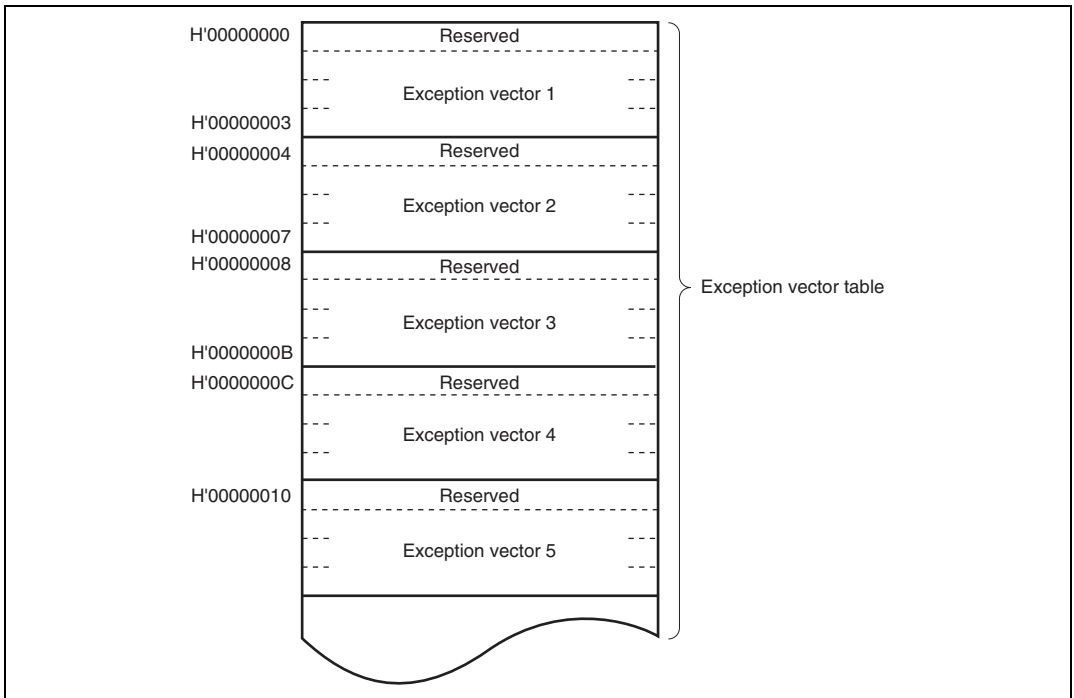 H'00000000 Reserved
Exception vector 1
H'00000003
H'00000004 Reserved
Exception vector 2
H'00000007
H'00000008 Reserved
Exception vector 3
Exception vector table
H'0000000B
H'0000000C Reserved
Exception vector 4
H'00000010 Reserved
Exception vector 5